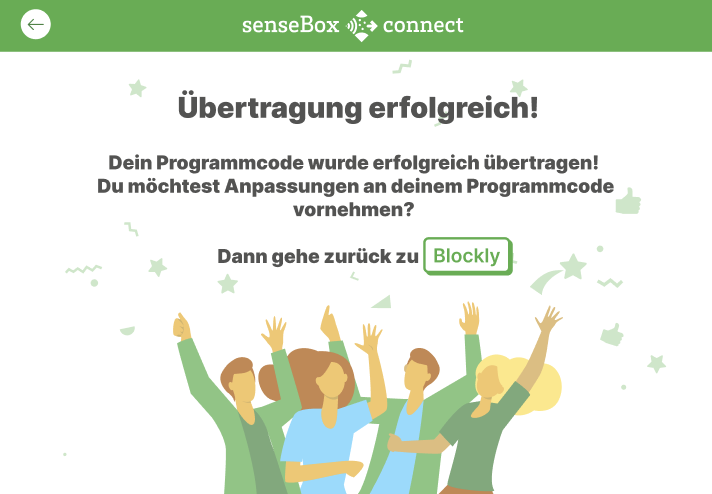 senseBox connect
Übertragung erfolgreich!
Dein Programmcode wurde erfolgreich übertragen!
Du möchtest Anpassungen an deinem Programmcode
vornehmen?
Dann gehe zurück zu Blockly